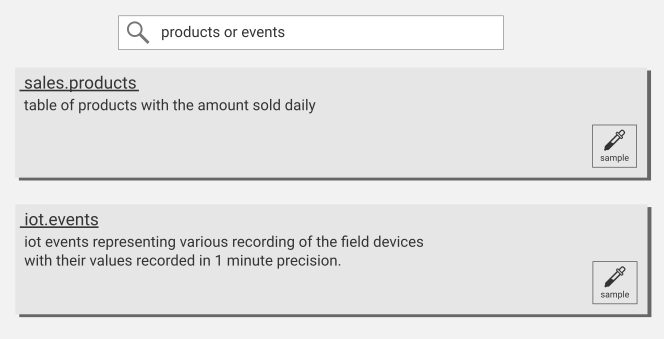 products or events
sales.products
table of products with the amount sold daily
sample
iot.events
iot events representing various recording of the field devices
with their values recorded in 1 minute precision.
sample